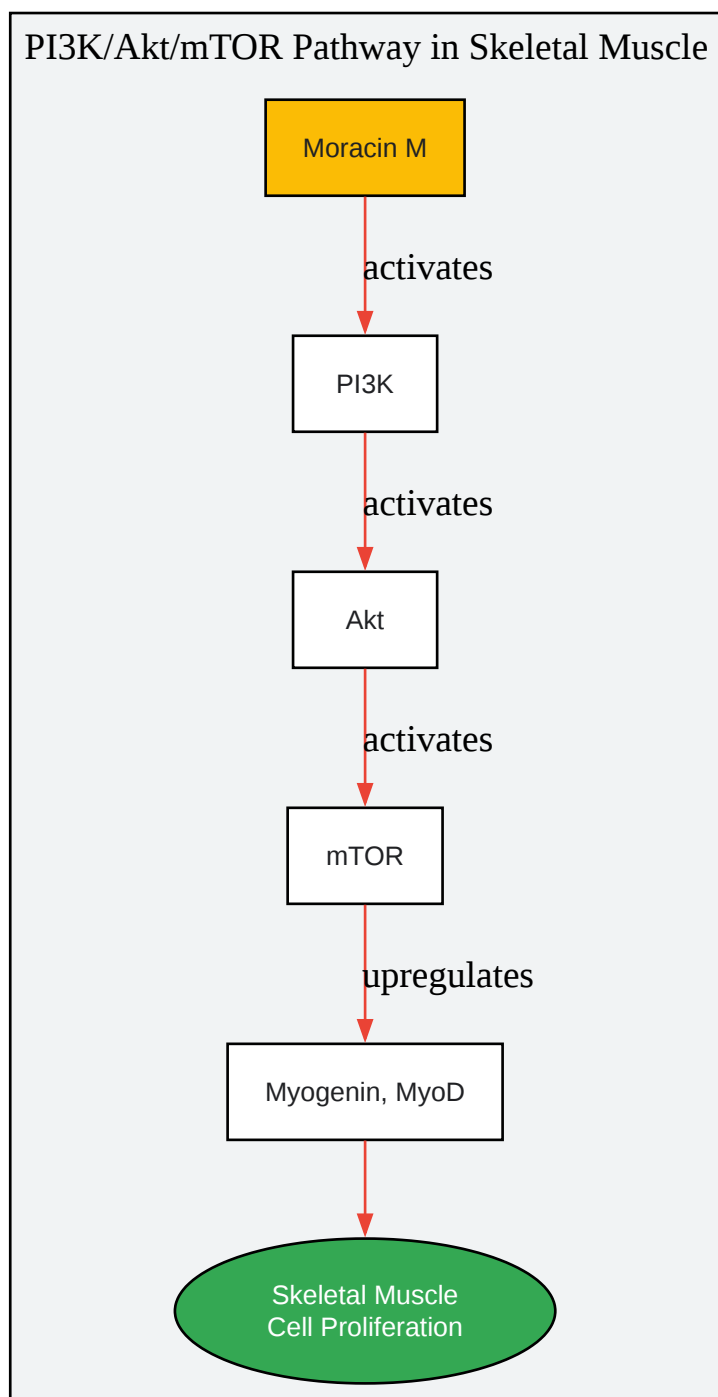 PI3K/Akt/mTOR Pathway in Skeletal Muscle
Moracin M
activates
PI3K
activates
Akt
activates
mTOR
upregulates
Myogenin, MyoD
Skeletal Muscle
Cell Proliferation